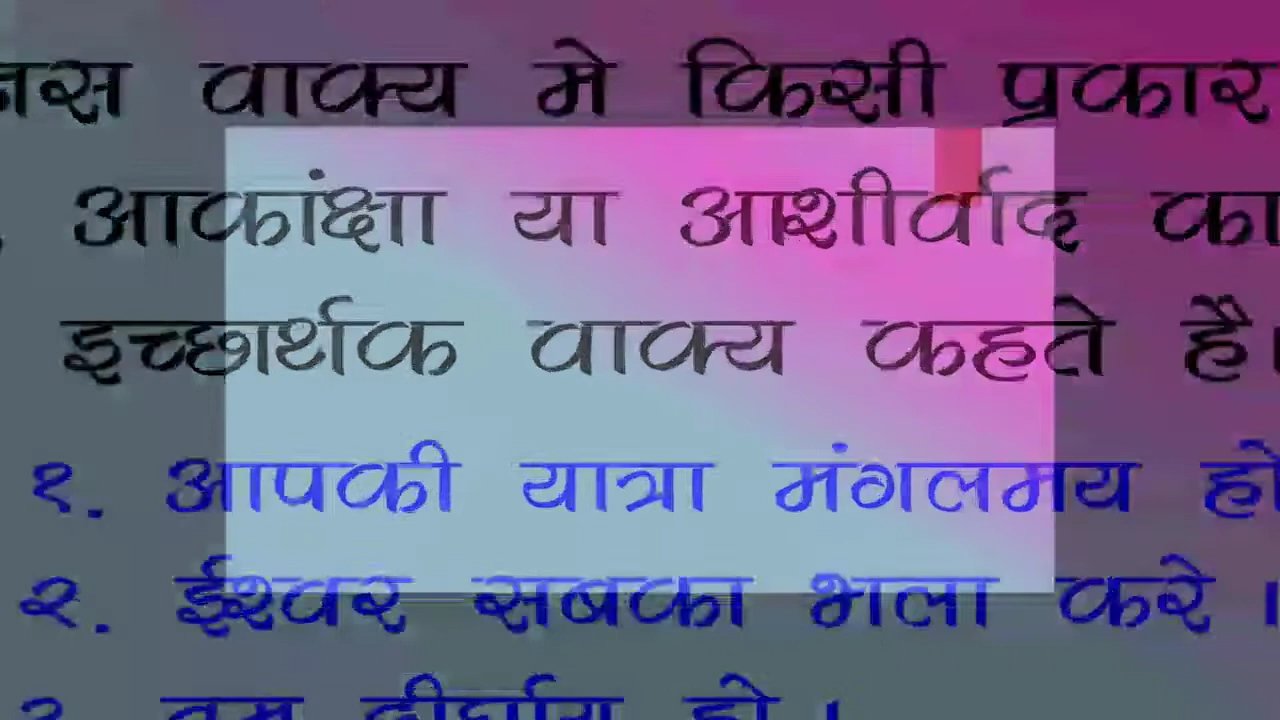 वाक्य मे किसी प्रकार
आकांक्षा या आशीर्वाद का
इच्छार्थक वाक्य कहते है।
१. आपकी यात्रा मंगलमय हो
२. ईश्वर सबका भला करे ।
तुम दीर्घायु हो ।